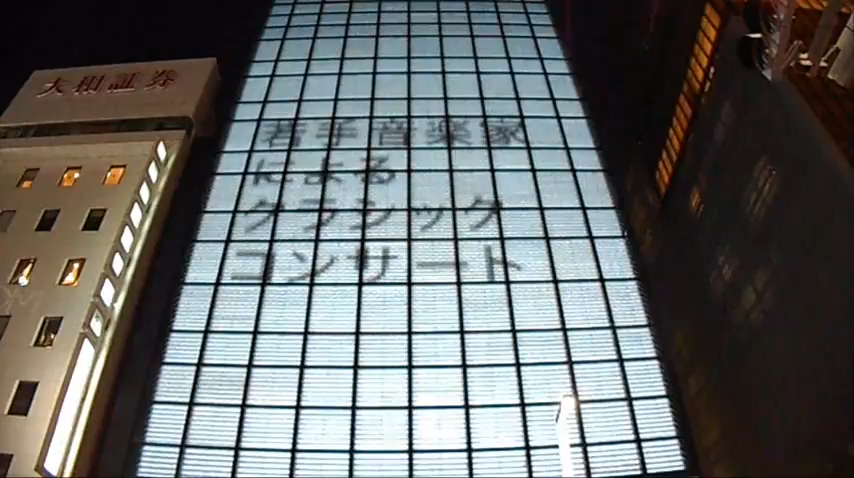 大和証券
若手音楽家
による
クラシック
コンサート